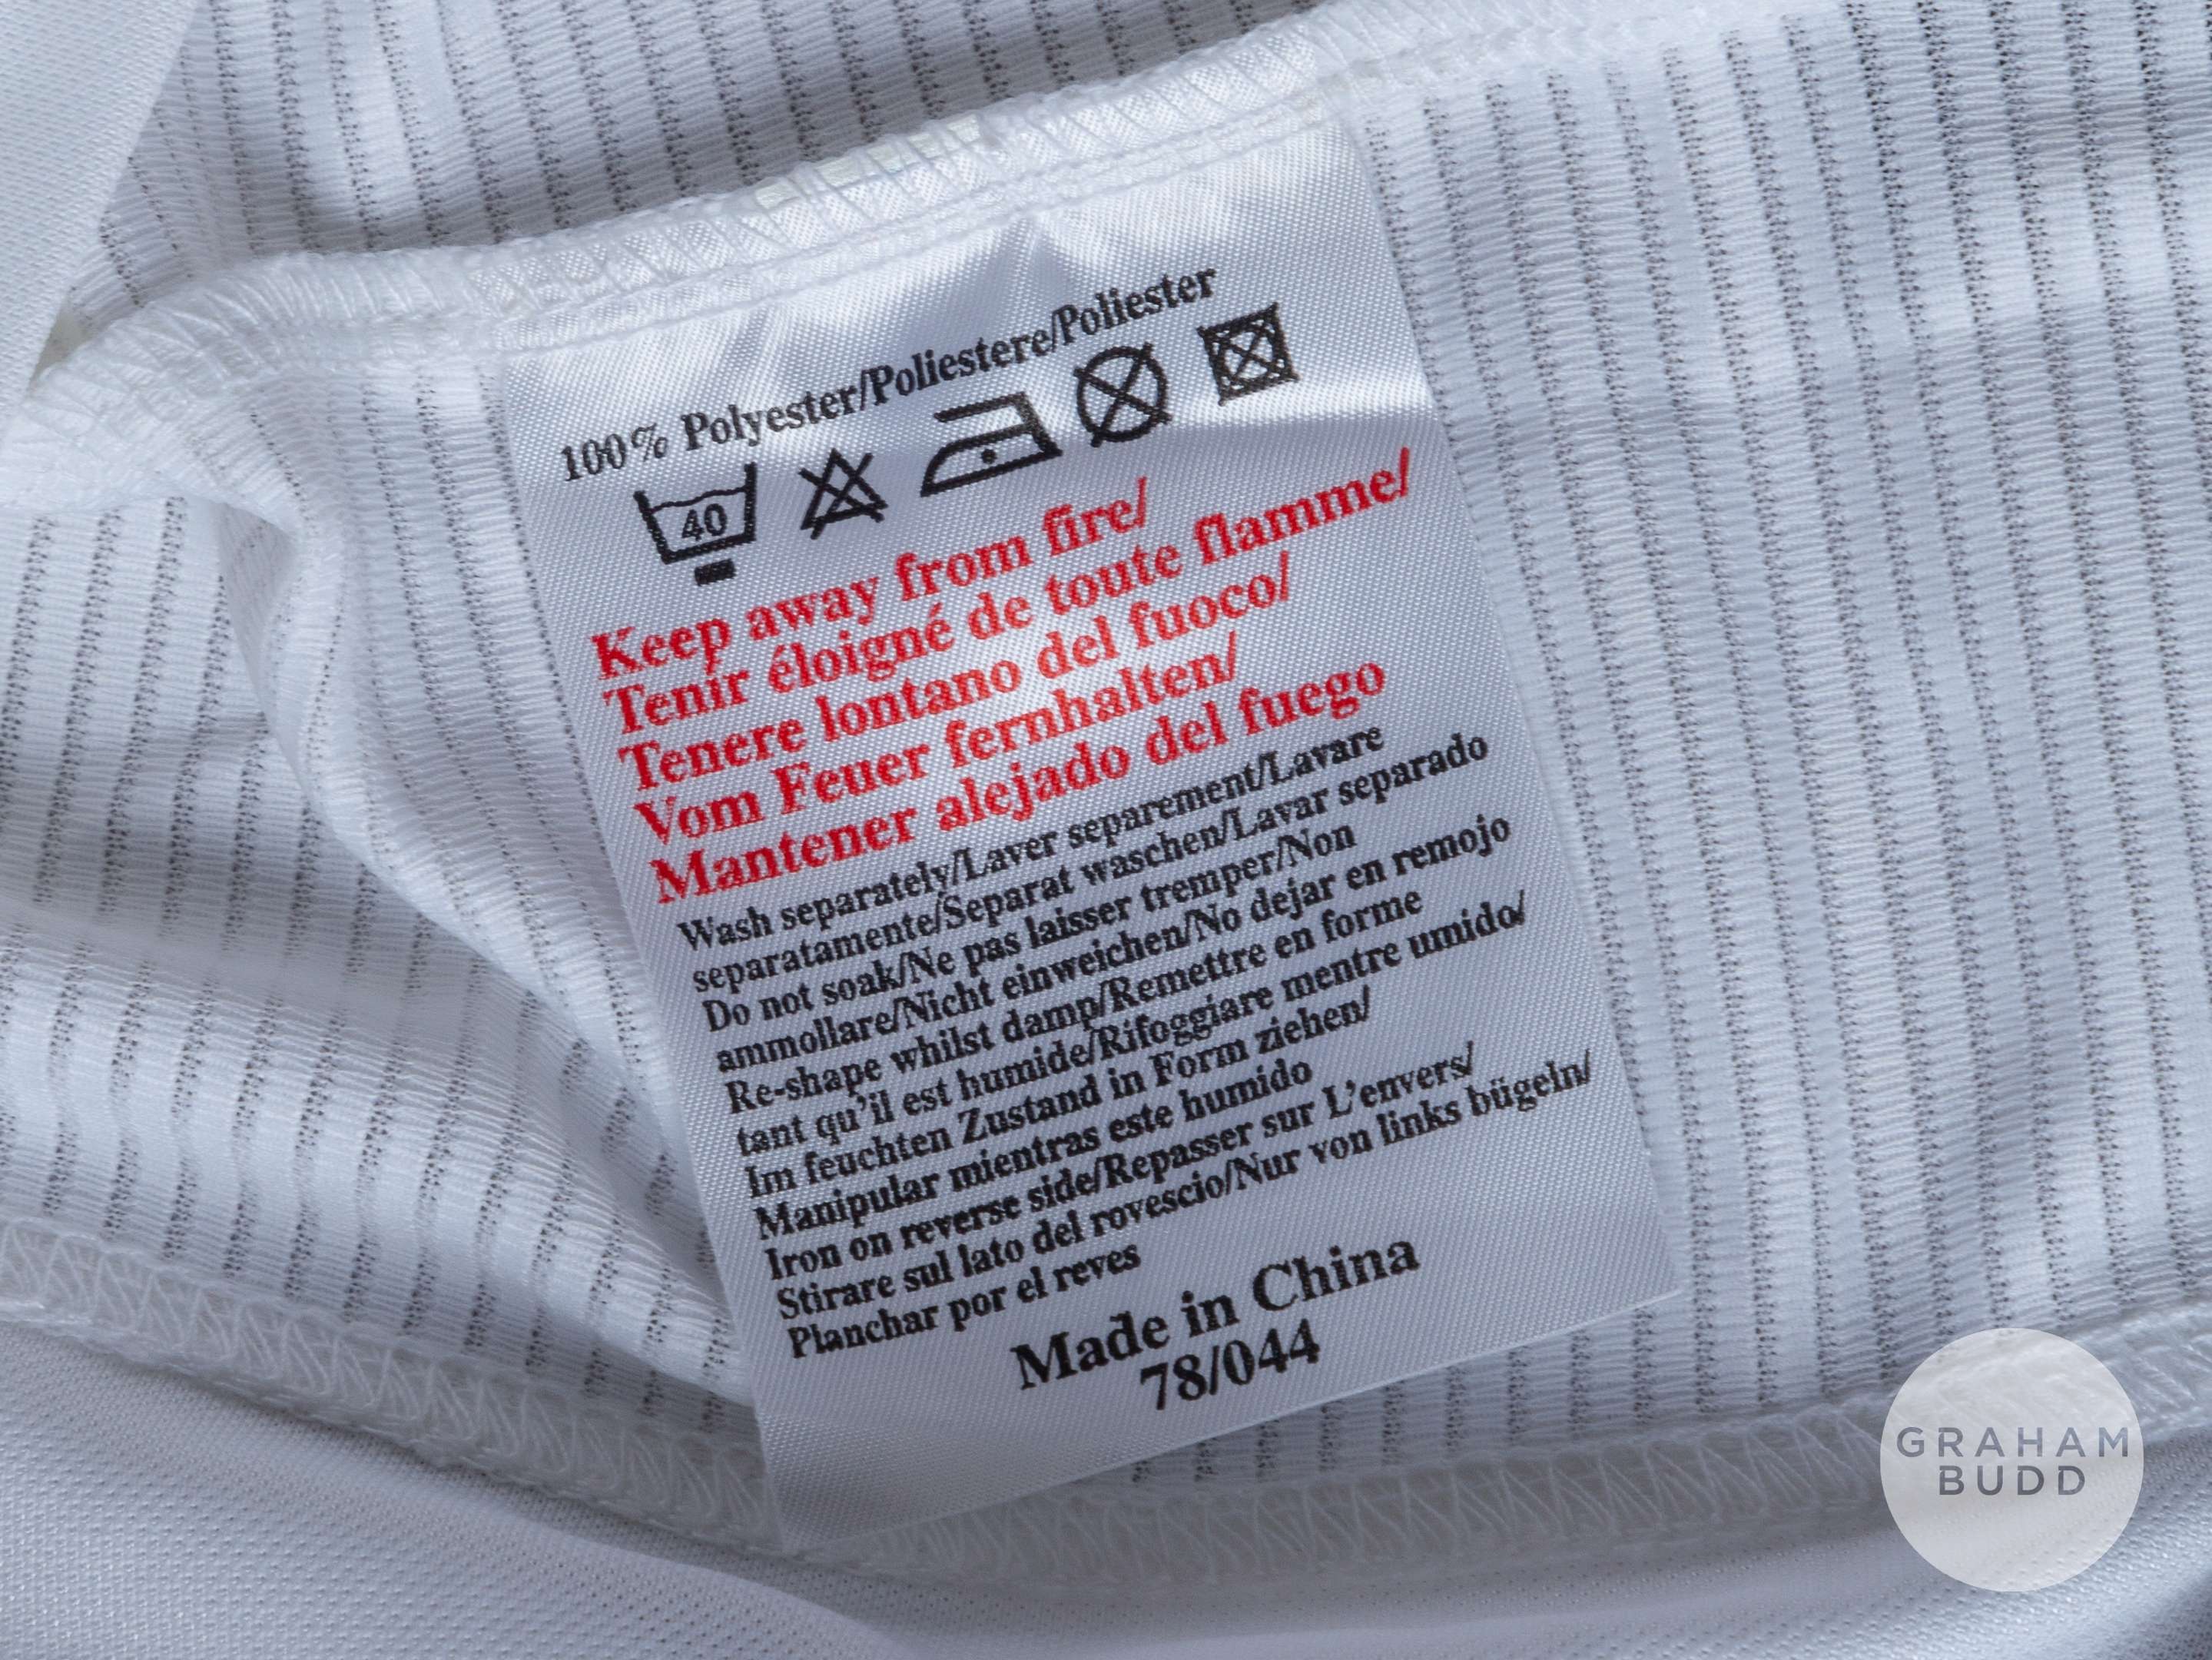 100% Polyester/Poliestere/Poliester
40
Keep away from fire/
Tenir éloigné de toute flamme/
Tenere lontano del fuoco/
Vom Feuer fernhalten/
Mantener alejado del fuego
Wash separately/Laver separement/Lavare
separatamente/Separat waschen/Lavar separado
Do not soak/Ne pas laisser tremper/Non
ammollare/Nicht einweichen/No dejar en remojo
Re-shape whilst damp/Remettre en forme
tant qu'il est humide/Rifoggiare mentre umido/
Im feuchten Zustand in Form ziehen/
Manipular mientras este humido
Iron on reverse side/Repasser sur L'envers/
Stirare sul lato del rovescio/Nur von links bügeln/
Planchar por el reves
Made in China
78/044
GRAHAM
BUDD